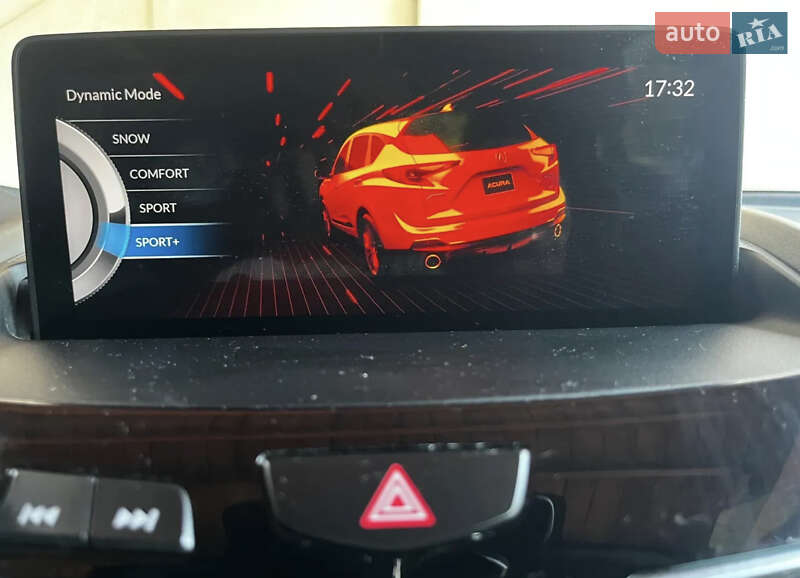 auto RIA
.com
Dynamic Mode
17:32
SNOW
COMFORT
SPORT
SPORT+
ACURA